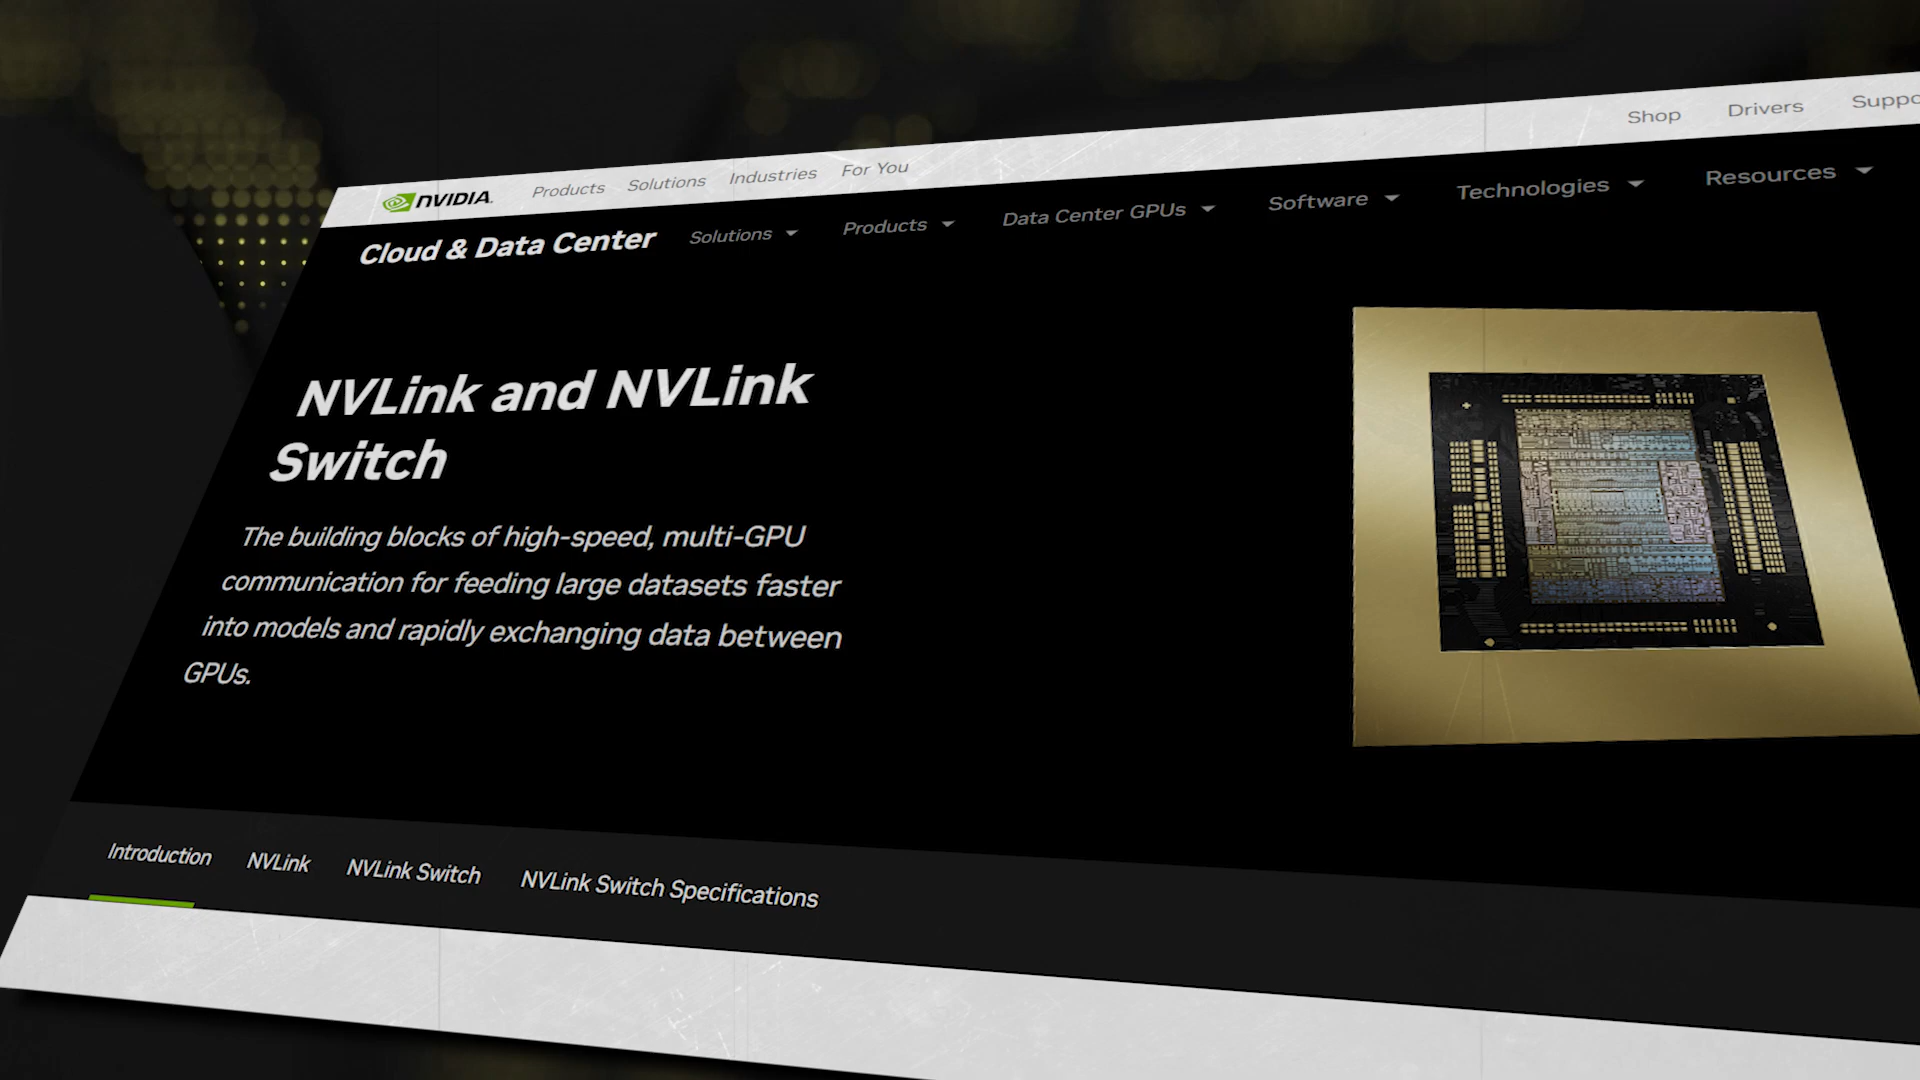 NVIDIA.
Products Solutions Industries For You
Shop Drivers
Cloud & Data Center
Solutions Products Data Center GPUs Software Technologies Resources
NVLink and NVLink
Switch
The building blocks of high-speed, multi-GPU
communication for feeding large datasets faster
into models and rapidly exchanging data between
GPUs.
Introduction NVLink NVLink Switch NVLink Switch Specifications